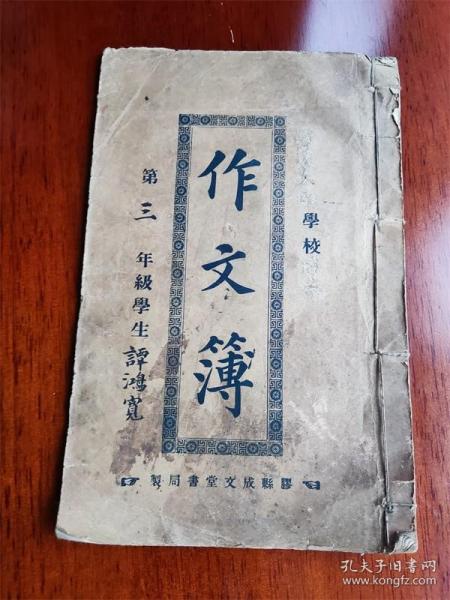 學校
作文簿
第三年級學生譚鴻寬
膠縣成文堂書局製
孔夫子旧书网
www.kongfz.com